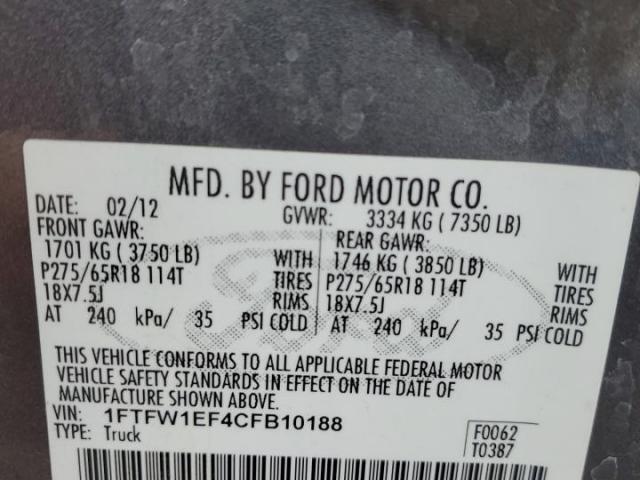 MFD. BY FORD MOTOR CO.
DATE: 02/12 GVWR: 3334 KG ( 7350 LB)
FRONT GAWR: REAR GAWR:
1701 KG ( 3750 LB) WITH 1746 KG ( 3850 LB) WITH
P275/65R18 114T TIRES P275/65R18 114T TIRES
18X7.5J RIMS 18X7.5J RIMS
AT 240 kPa/ 35 PSI COLD AT 240 kPa/ 35 PSI COLD
Ford
THIS VEHICLE CONFORMS TO ALL APPLICABLE FEDERAL MOTOR
VEHICLE SAFETY STANDARDS IN EFFECT ON THE DATE OF
MANUFACTURE SHOWN ABOVE.
VIN: 1FTFW1EF4CFB10188 F0062
TYPE: Truck T0387